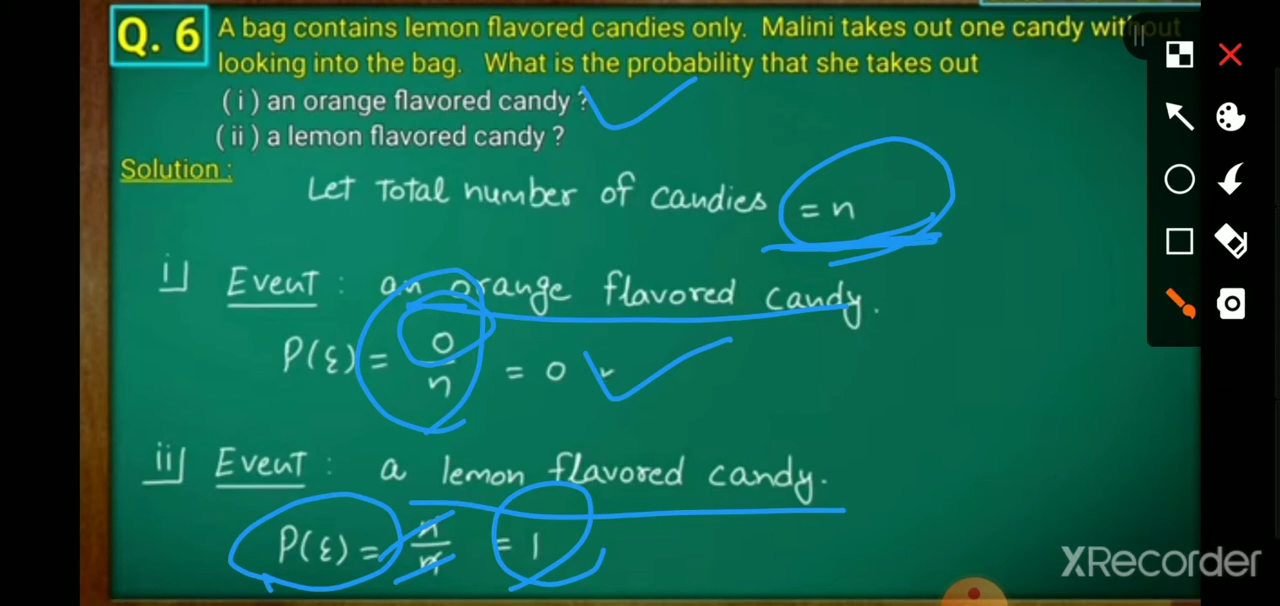 Q. 6 A bag contains lemon flavored candies only. Malini takes out one candy without
looking into the bag. What is the probability that she takes out
( i ) an orange flavored candy ?
( ii ) a lemon flavored candy ?
Solution :
Let Total number of candies = n
i] Event : an orange flavored candy.
P(ξ) = 0/n = 0
ii] Event : a lemon flavored candy.
P(ξ) = n/n = 1
XRecorder